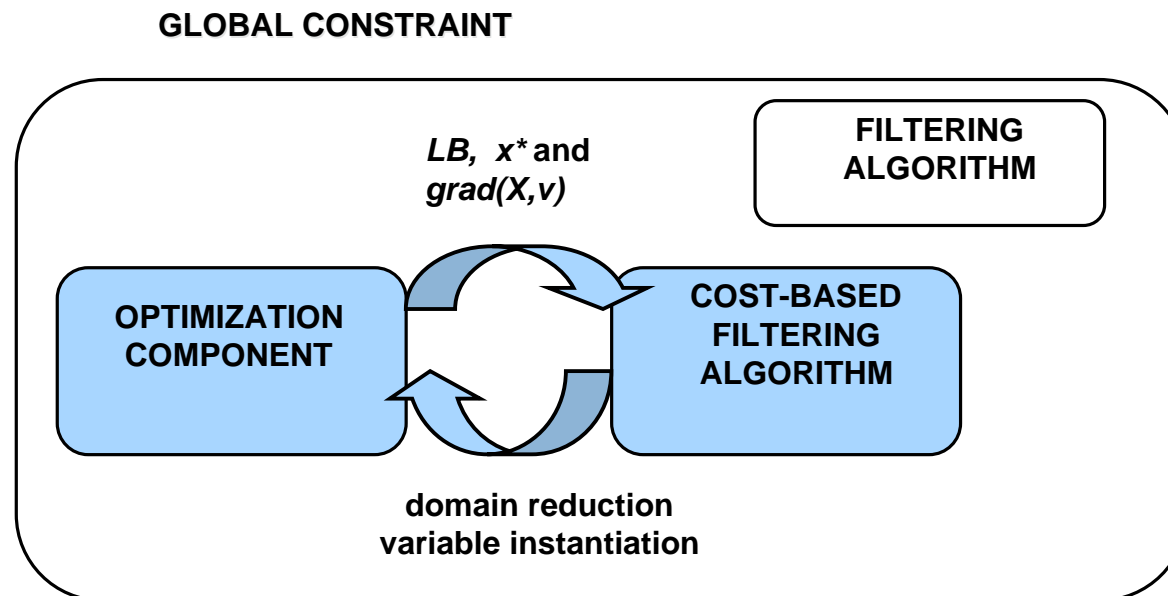 GLOBAL CONSTRAINT
FILTERING
ALGORITHM
LB, x* and
grad(X,v)
OPTIMIZATION
COMPONENT
COST-BASED
FILTERING
ALGORITHM
domain reduction
variable instantiation